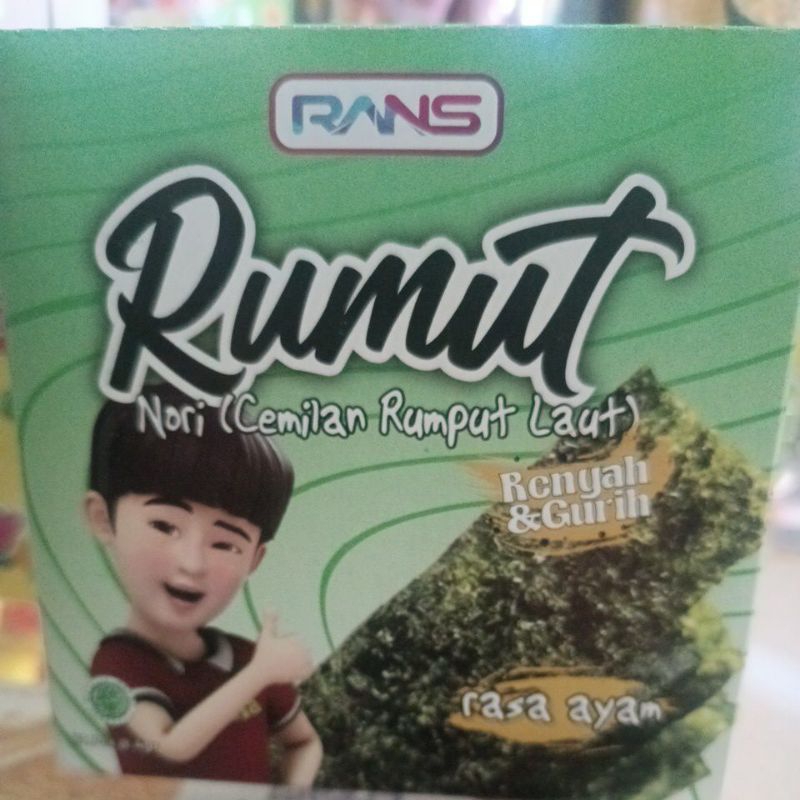 RANS
Rumut
Nori (Cemilan Rumput Laut)
Renyah
&Gurih
rasa ayam